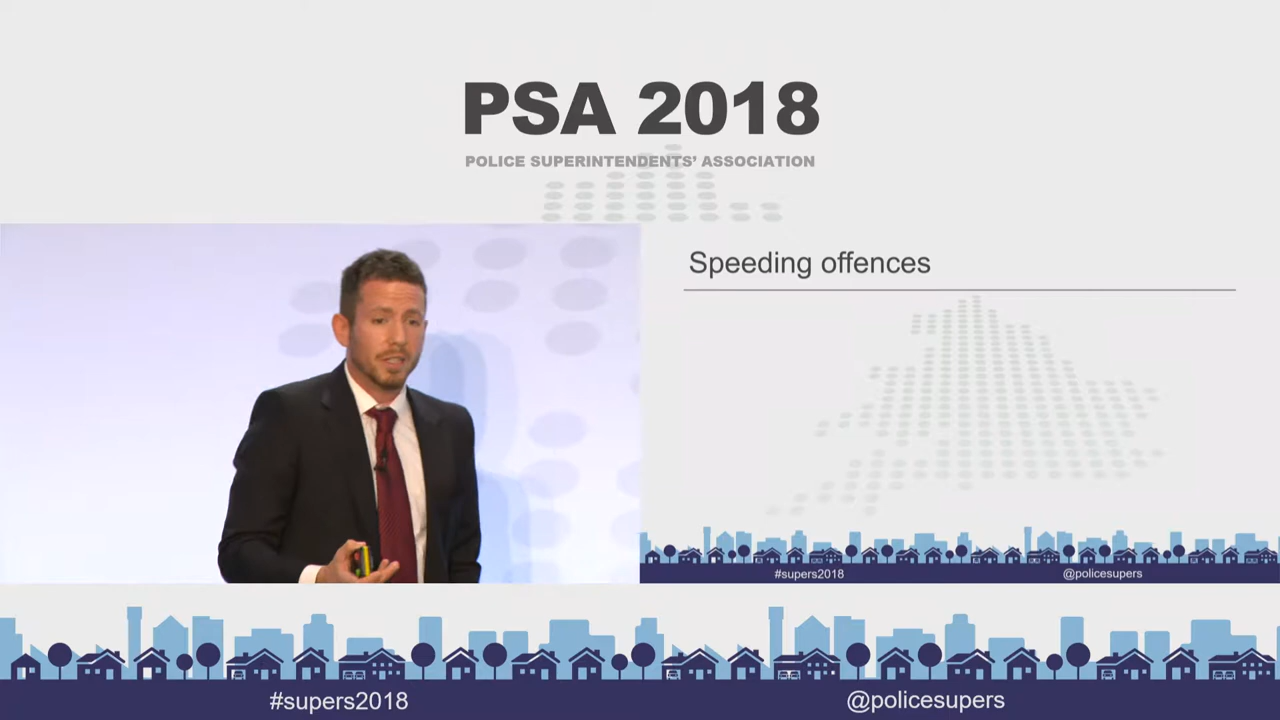 PSA 2018
POLICE SUPERINTENDENTS' ASSOCIATION
Speeding offences
#supers2018
@policesupers
#supers2018
@policesupers